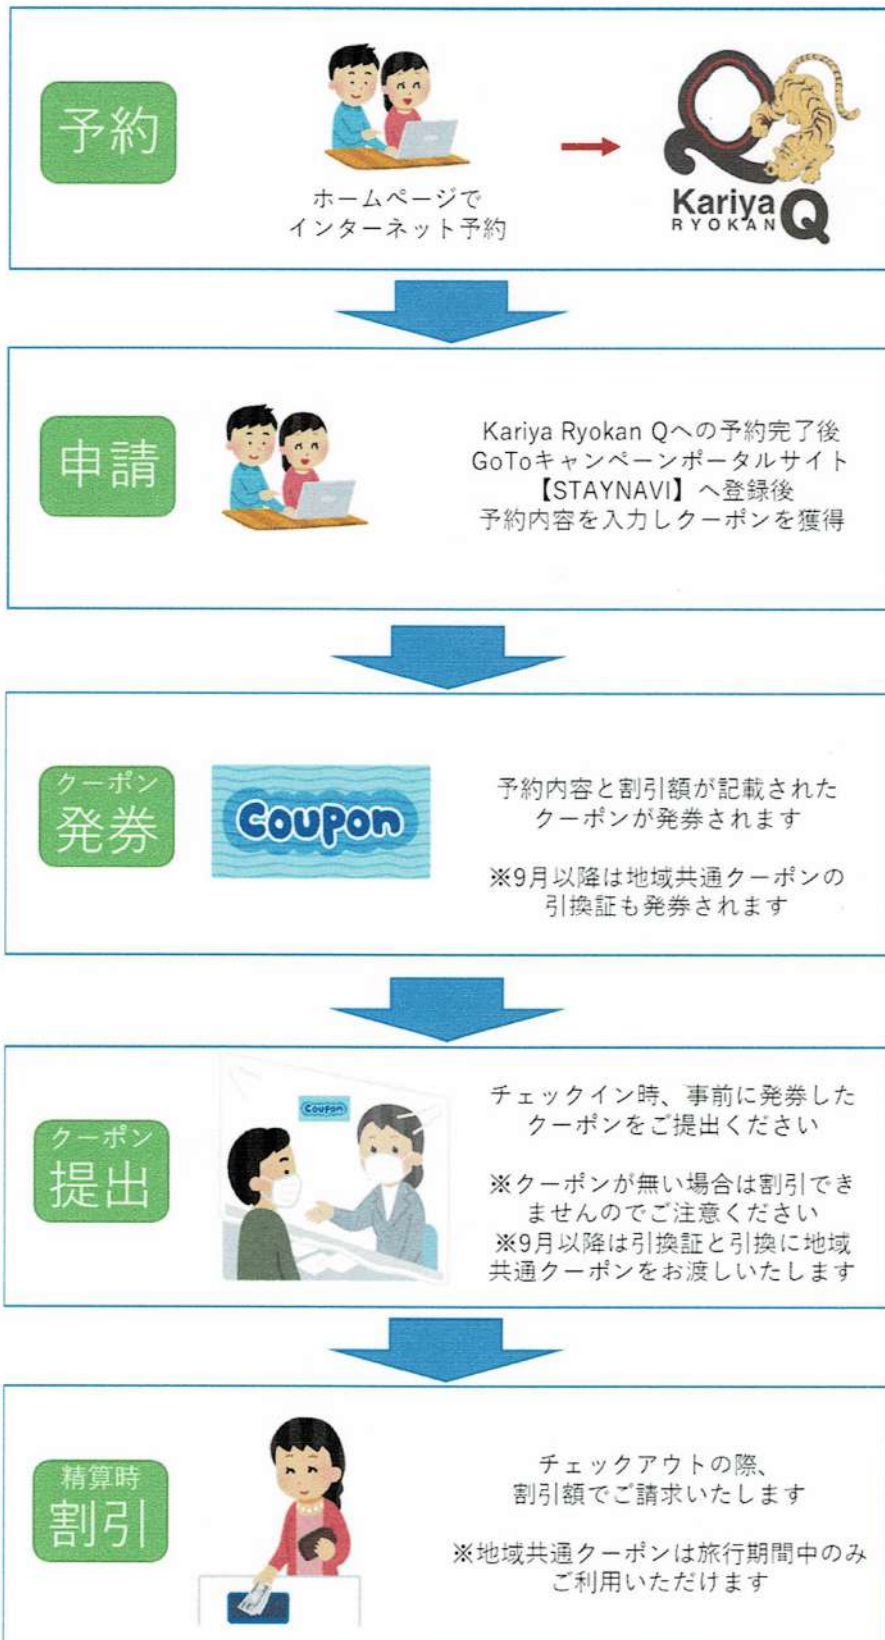 予約
ホームページで
インターネット予約
Kariya Q
RYOKAN
申請
Kariya Ryokan Qへの予約完了後
GoToキャンペーンポータルサイト
【STAYNAVI】へ登録後
予約内容を入力しクーポンを獲得
クーポン
発券
Coupon
予約内容と割引額が記載された
クーポンが発券されます
※9月以降は地域共通クーポンの
引換証も発券されます
クーポン
提出
Coupon
チェックイン時、事前に発券した
クーポンをご提出ください
※クーポンが無い場合は割引でき
ませんのでご注意ください
※9月以降は引換証と引換に地域
共通クーポンをお渡しいたします
精算時
割引
チェックアウトの際、
割引額でご請求いたします
※地域共通クーポンは旅行期間中のみ
ご利用いただけます